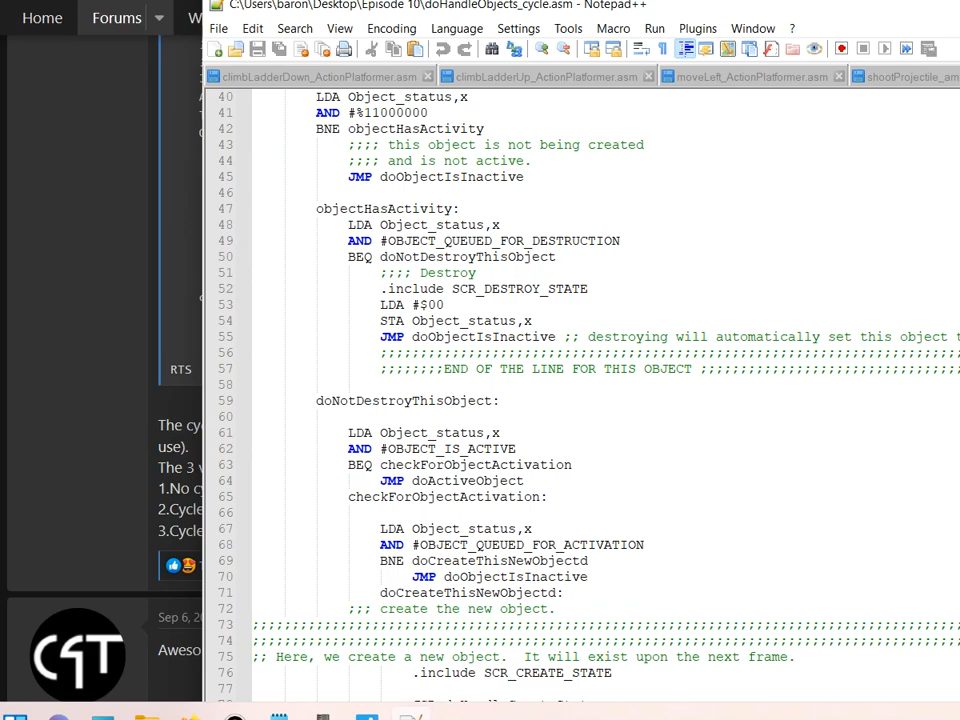 Home Forums W
RTS
The cy
use).
The 3 v
1.No cy
2.Cycle
3.Cycle
Sep 6, 20
Aweso
C:\Users\baron\Desktop\Episode 10\doHandleObjects_cycle.asm - Notepad++
File Edit Search View Encoding Language Settings Tools Macro Run Plugins Window ?
climbLadderDown_ActionPlatformer.asm climbLadderUp_ActionPlatformer.asm moveLeft_ActionPlatformer.asm shootProjectile_am
40 LDA Object_status,x
41 AND #%11000000
42 BNE objectHasActivity
43 ;;;; this object is not being created
44 ;;;; and is not active.
45 JMP doObjectIsInactive
46
47 objectHasActivity:
48 LDA Object_status,x
49 AND #OBJECT_QUEUED_FOR_DESTRUCTION
50 BEQ doNotDestroyThisObject
51 ;;;; Destroy
52 .include SCR_DESTROY_STATE
53 LDA #$00
54 STA Object_status,x
55 JMP doObjectIsInactive ;; destroying will automatically set this object t
56 ;;;;;;;;;;;;;;;;;;;;;;;;;;;;;;;;;;;;;;;;;;;;;;;;;;;;;;;;;;;;;;;;;;;;;;;;;
57 ;;;;;;;;END OF THE LINE FOR THIS OBJECT ;;;;;;;;;;;;;;;;;;;;;;;;;;;;;;;;;
58
59 doNotDestroyThisObject:
60
61 LDA Object_status,x
62 AND #OBJECT_IS_ACTIVE
63 BEQ checkForObjectActivation
64 JMP doActiveObject
65 checkForObjectActivation:
66
67 LDA Object_status,x
68 AND #OBJECT_QUEUED_FOR_ACTIVATION
69 BNE doCreateThisNewObjectd
70 JMP doObjectIsInactive
71 doCreateThisNewObjectd:
72 ;;; create the new object.
73 ;;;;;;;;;;;;;;;;;;;;;;;;;;;;;;;;;;;;;;;;;;;;;;;;;;;;;;;;;;;;;;;;;;;;;;;;;;;;;;;;;;;;;;;;;
74 ;;;;;;;;;;;;;;;;;;;;;;;;;;;;;;;;;;;;;;;;;;;;;;;;;;;;;;;;;;;;;;;;;;;;;;;;;;;;;;;;;;;;;;;;;
75 ;; Here, we create a new object. It will exist upon the next frame.
76 .include SCR_CREATE_STATE
77